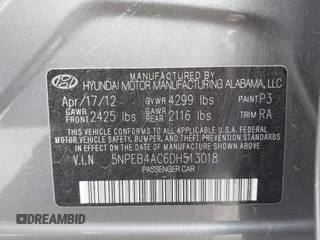 MANUFACTURED BY
HYUNDAI MOTOR MANUFACTURING ALABAMA, LLC
Apr/17/12 GVWR 4299 lbs PAINT P3
GAWR FRONT 2425 lbs GAWR REAR 2116 lbs TRIM RA
THIS VEHICLE CONFORMS TO ALL APPLICABLE U.S. FEDERAL
MOTOR VEHICLE SAFETY, BUMPER, AND THEFT
PREVENTION STANDARDS IN EFFECT ON THE DATE OF
MANUFACTURE SHOWN ABOVE.
V.I.N 5NPEB4AC6DH513018
PASSENGER CAR
DREAMBID
DREAMBID.COM